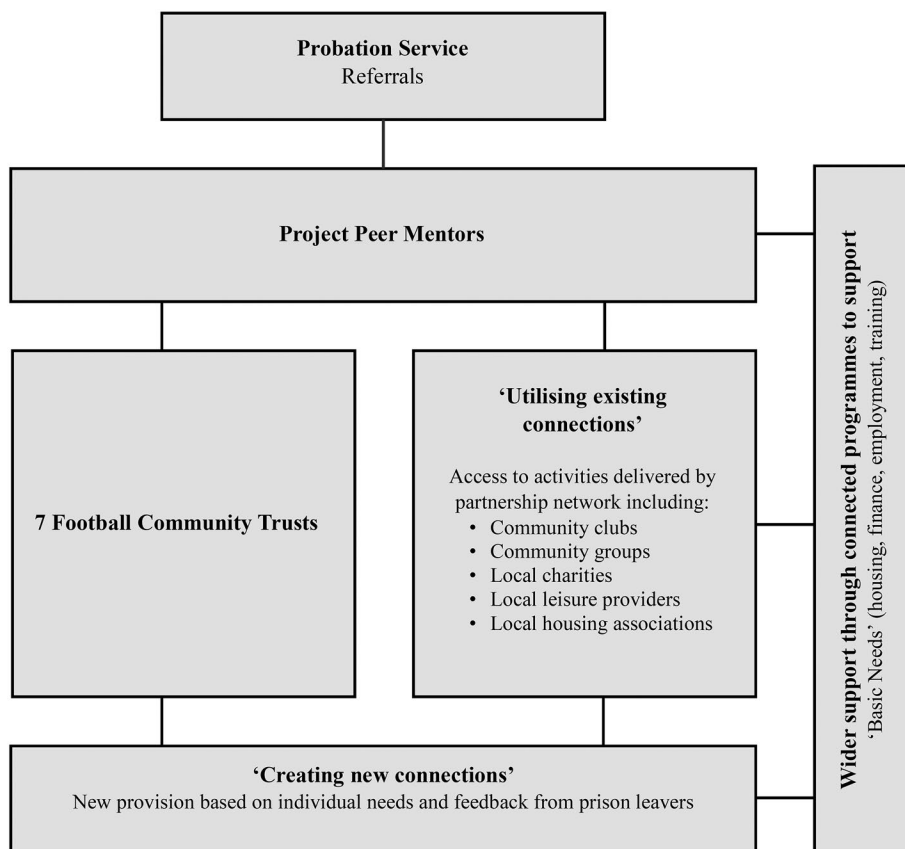 Probation Service
Referrals
Project Peer Mentors
7 Football Community Trusts
‘Utilising existing
connections’
Access to activities delivered by
partnership network including:
• Community clubs
• Community groups
• Local charities
• Local leisure providers
• Local housing associations
‘Creating new connections’
New provision based on individual needs and feedback from prison leavers
Wider support through connected programmes to support
‘Basic Needs’ (housing, finance, employment, training)